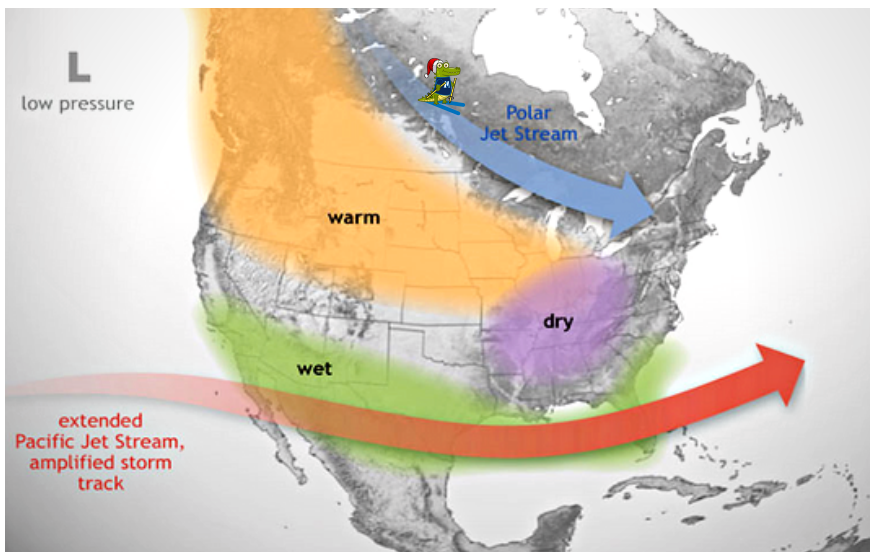 L
low pressure
Polar
Jet Stream
warm
dry
wet
extended
Pacific Jet Stream,
amplified storm
track